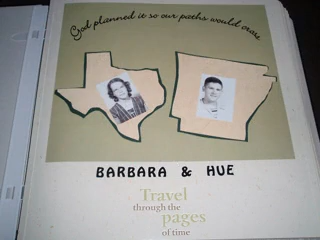 God planned it so our paths would cross
BARBARA & HUE
Travel
through the
pages
of time